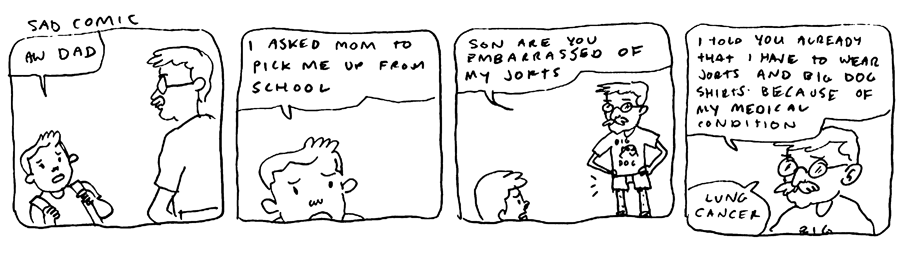 SAD COMIC
AW DAD
I ASKED MOM TO
PICK ME UP FROM
SCHOOL
SON ARE YOU
EMBARRASSED OF
MY JORTS
BIG
DOG
I TOLD YOU ALREADY
THAT I HAVE TO WEAR
JORTS AND BIG DOG
SHIRTS. BECAUSE OF
MY MEDICAL
CONDITION
LUNG
CANCER
BIG